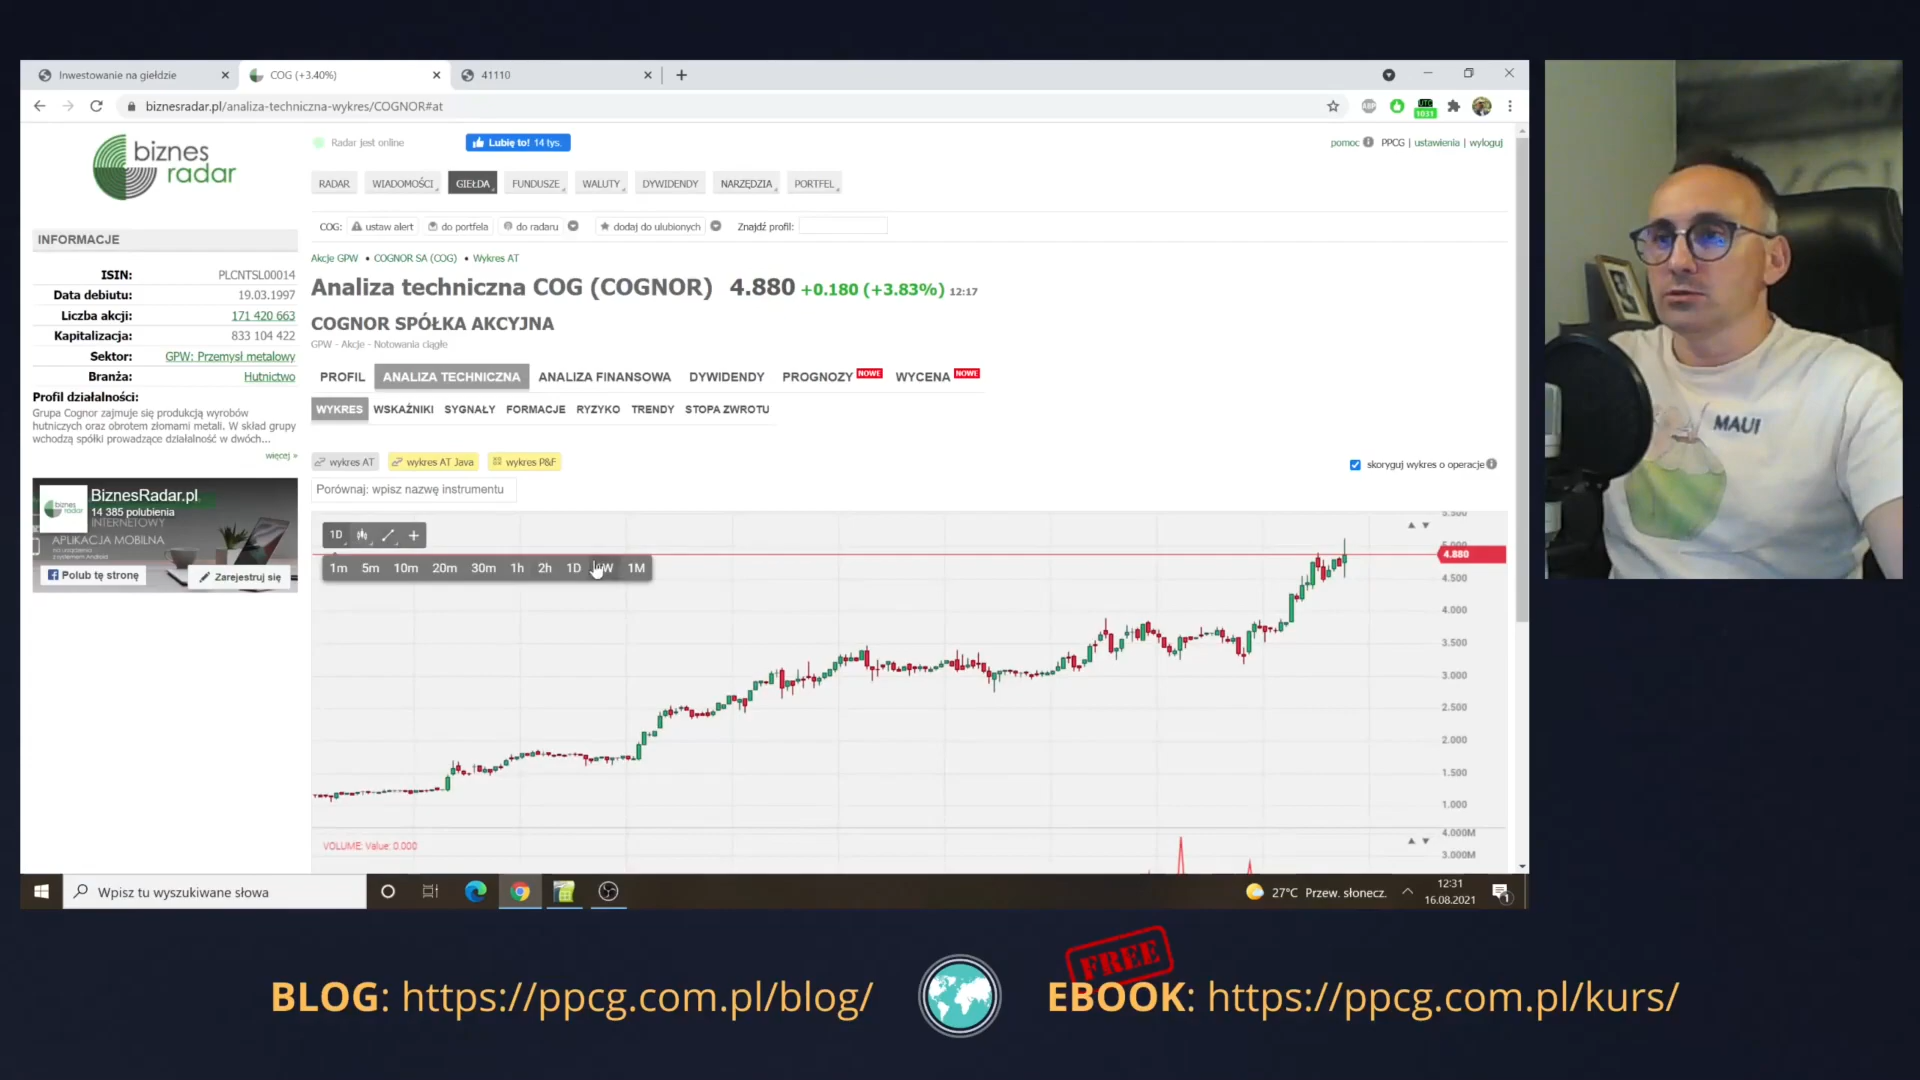 Inwestowanie na giełdzie
COG (+3.40%)
41110
biznesradar.pl/analiza-techniczna-wykres/COGNOR#at
ABP
UTC
1031
biznes
radar
Radar jest online
Lubię to! 14 tys.
pomoc PPCG | ustawienia | wyloguj
RADAR WIADOMOŚCI GIEŁDA FUNDUSZE WALUTY DYWIDENDY NARZĘDZIA PORTFEL
COG: ustaw alert do portfela do radaru dodaj do ulubionych Znajdź profil:
Akcje GPW • COGNOR SA (COG) • Wykres AT
Analiza techniczna COG (COGNOR) 4.880 +0.180 (+3.83%) 12:17
COGNOR SPÓŁKA AKCYJNA
GPW - Akcje - Notowania ciągłe
PROFIL ANALIZA TECHNICZNA ANALIZA FINANSOWA DYWIDENDY PROGNOZY NOWE WYCENA NOWE
WYKRES WSKAŹNIKI SYGNAŁY FORMACJE RYZYKO TRENDY STOPA ZWROTU
INFORMACJE
ISIN: PLCNTSL00014
Data debiutu: 19.03.1997
Liczba akcji: 171 420 663
Kapitalizacja: 833 104 422
Sektor: GPW: Przemysł metalowy
Branża: Hutnictwo
Profil działalności:
Grupa Cognor zajmuje się produkcją wyrobów
hutniczych oraz obrotem złomami metali. W skład grupy
wchodzą spółki prowadzące działalność w dwóch...
więcej »
BiznesRadar.pl
14 385 polubienia
INTERNETOWY
APLIKACJA MOBILNA
Polub tę stronę
Zarejestruj się
wykres AT wykres AT Java wykres P&F
skoryguj wykres o operacje
Porównaj: wpisz nazwę instrumentu
1D
1m 5m 10m 20m 30m 1h 2h 1D W 1M
5.500
5.000
4.880
4.500
4.000
3.500
3.000
2.500
2.000
1.500
1.000
VOLUME: Value: 0.000
4.000M
3.000M
Wpisz tu wyszukiwane słowa
27°C Przew. słonecz.
12:31
16.08.2021
1
MAUI
FREE
BLOG: https://ppcg.com.pl/blog/
EBOOK: https://ppcg.com.pl/kurs/